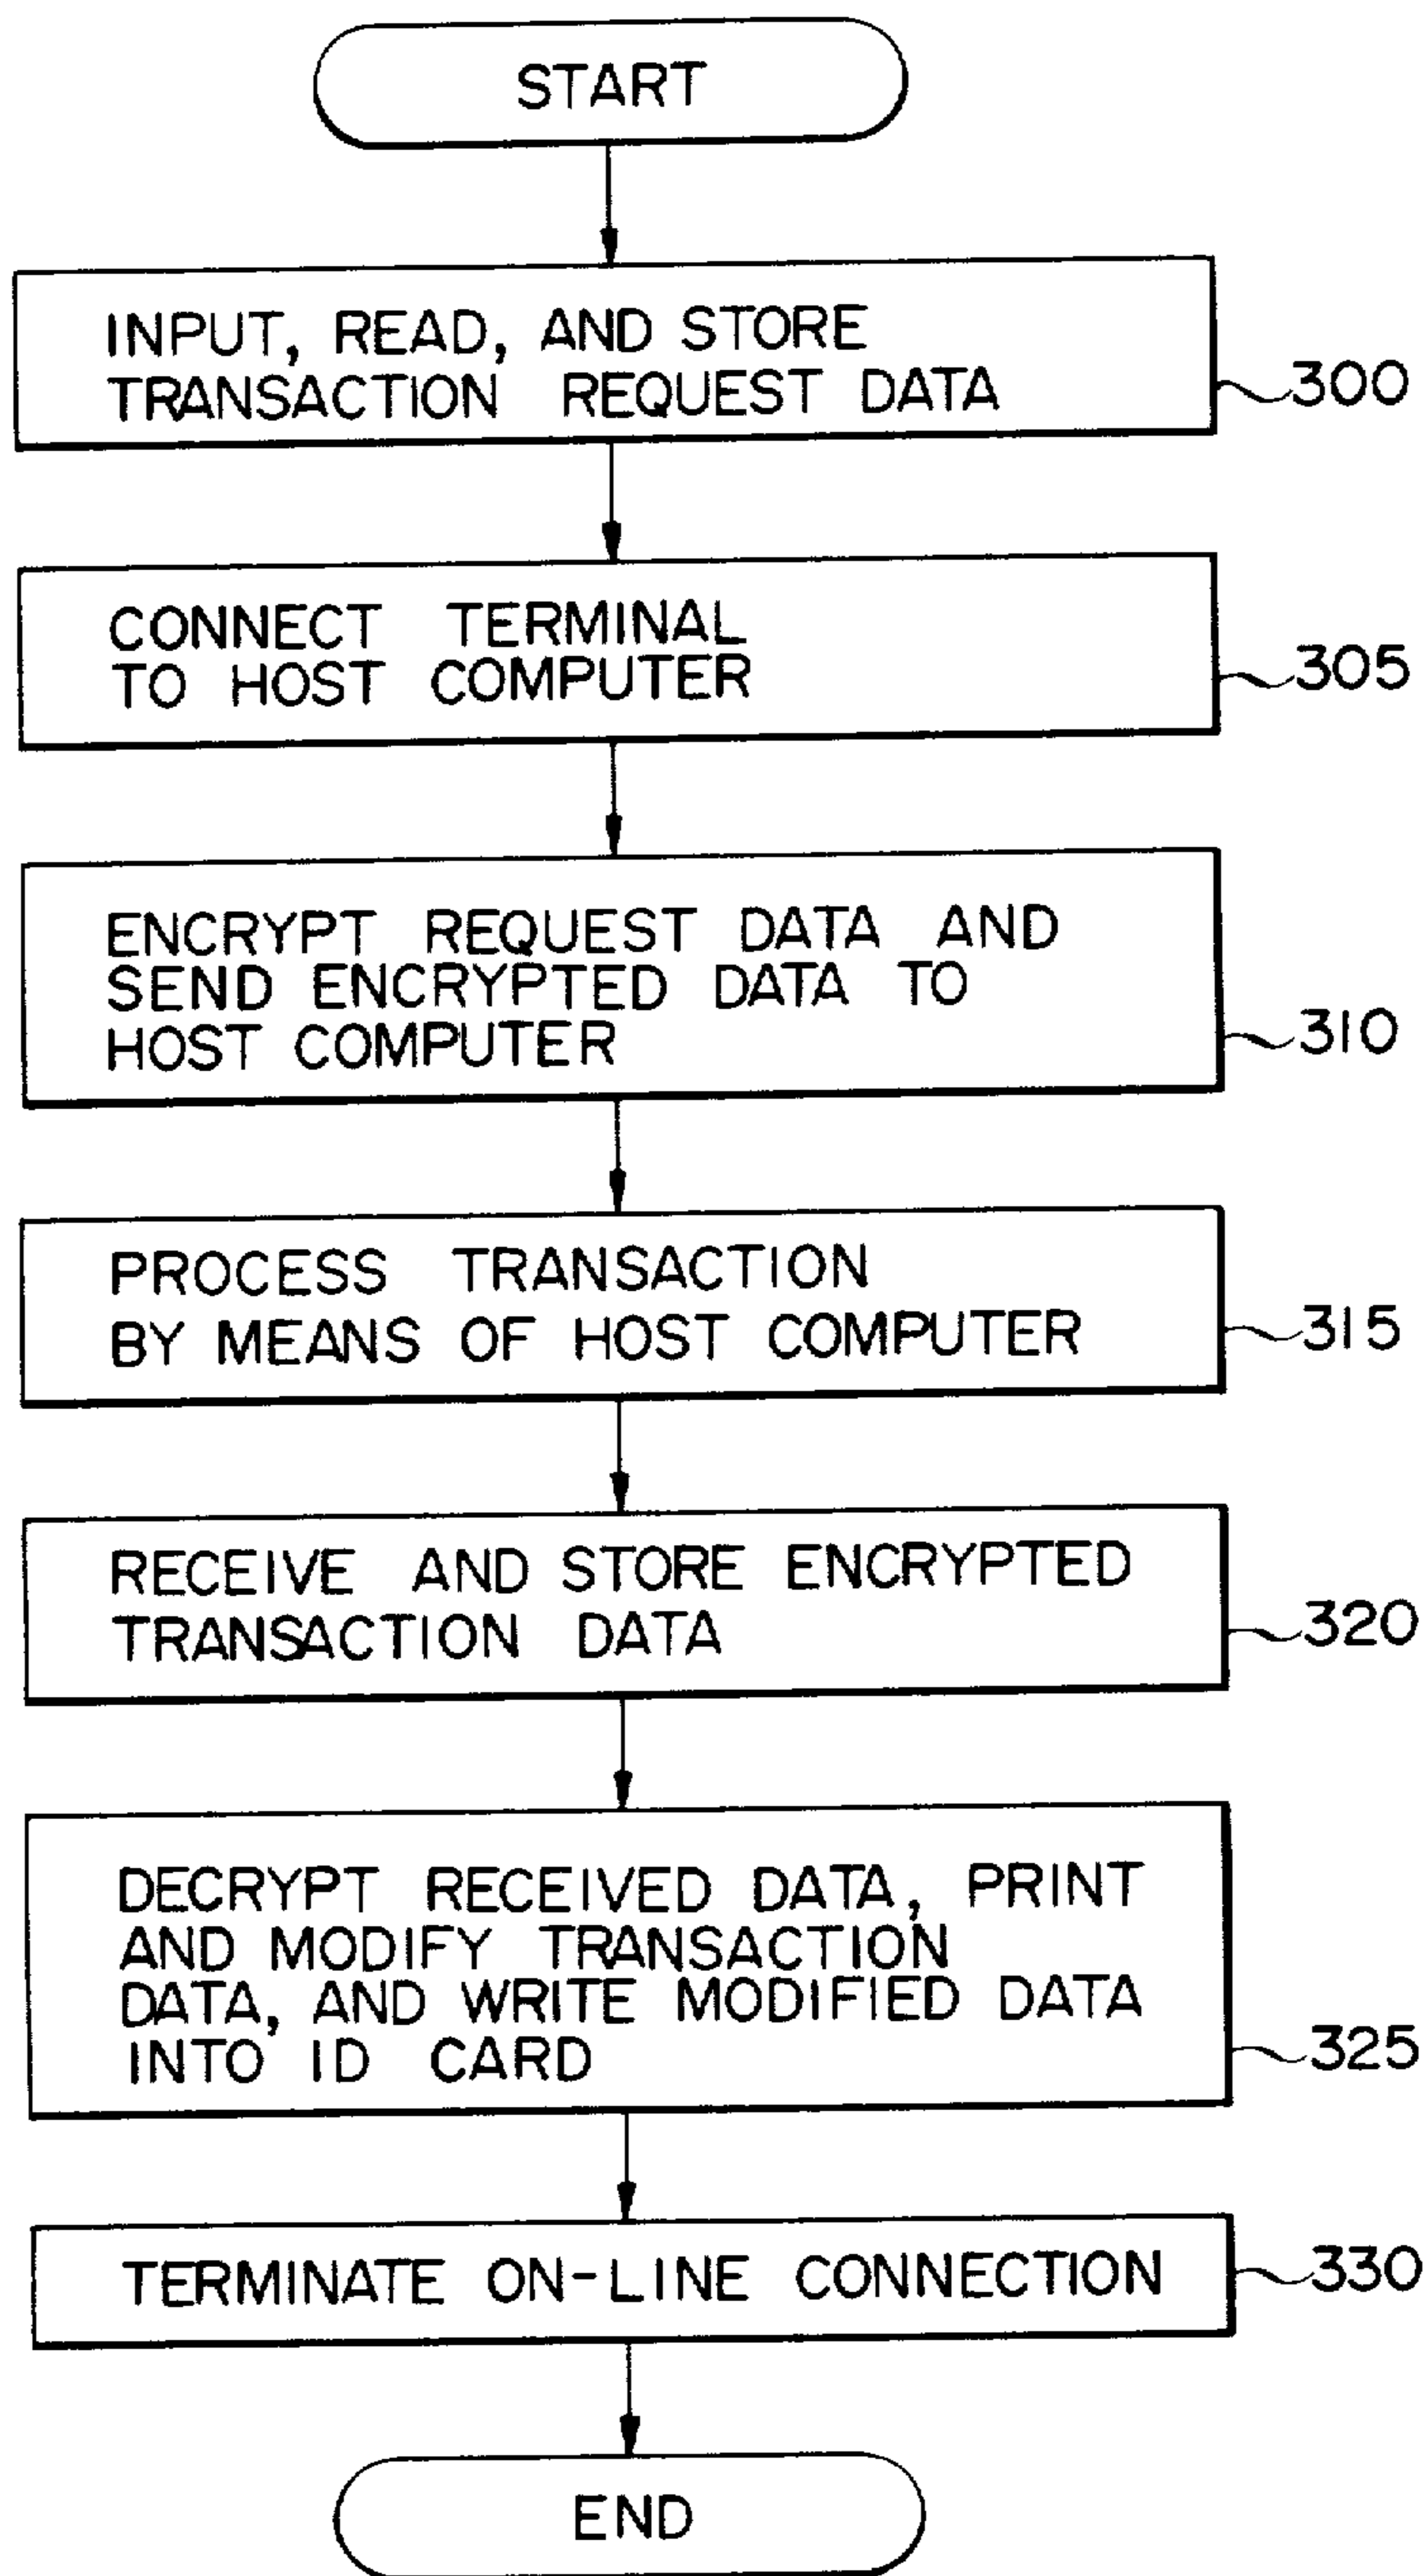 START
INPUT, READ, AND STORE
TRANSACTION REQUEST DATA
300
CONNECT TERMINAL
TO HOST COMPUTER
305
ENCRYPT REQUEST DATA AND
SEND ENCRYPTED DATA TO
HOST COMPUTER
310
PROCESS TRANSACTION
BY MEANS OF HOST COMPUTER
315
RECEIVE AND STORE ENCRYPTED
TRANSACTION DATA
320
DECRYPT RECEIVED DATA, PRINT
AND MODIFY TRANSACTION
DATA, AND WRITE MODIFIED DATA
INTO ID CARD
325
TERMINATE ON-LINE CONNECTION
330
END